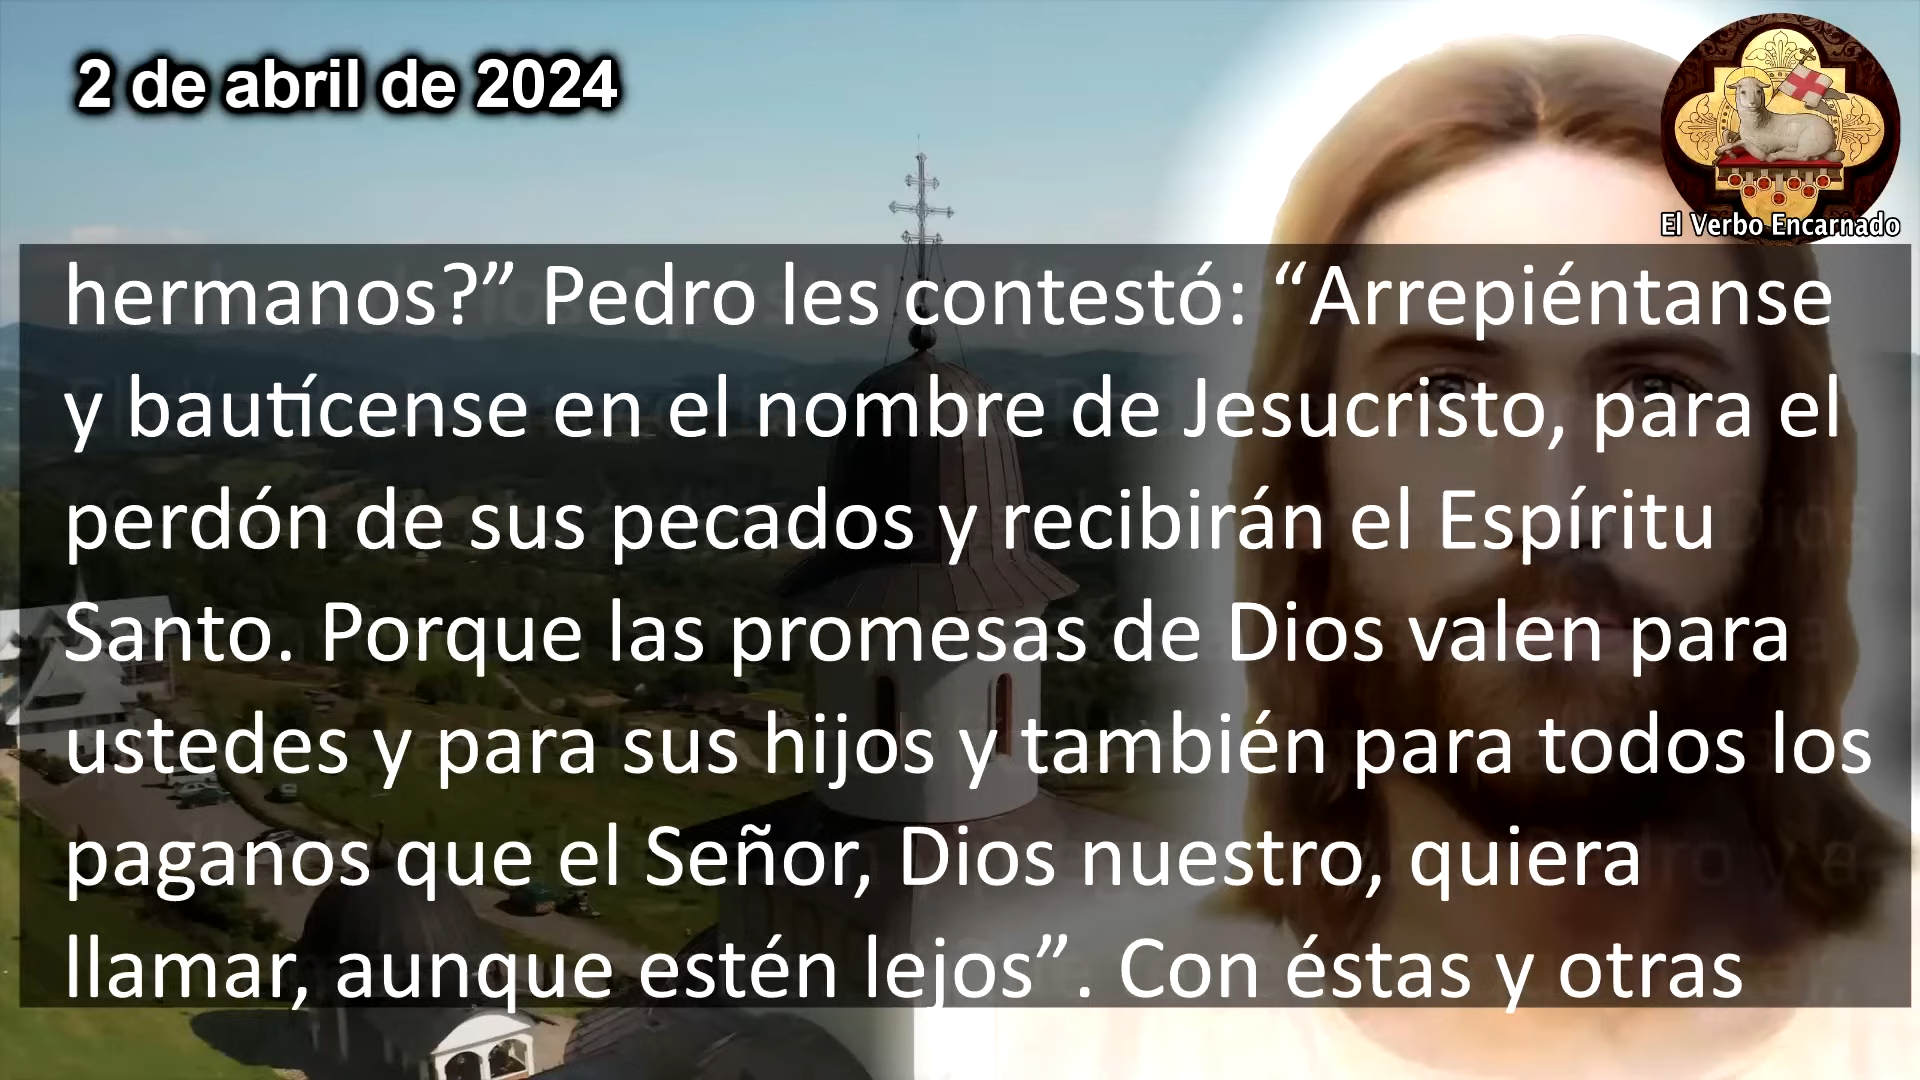 2 de abril de 2024
El Verbo Encarnado
hermanos?” Pedro les contestó: “Arrepiéntanse
y bautícense en el nombre de Jesucristo, para el
perdón de sus pecados y recibirán el Espíritu
Santo. Porque las promesas de Dios valen para
ustedes y para sus hijos y también para todos los
paganos que el Señor, Dios nuestro, quiera
llamar, aunque estén lejos”. Con éstas y otras